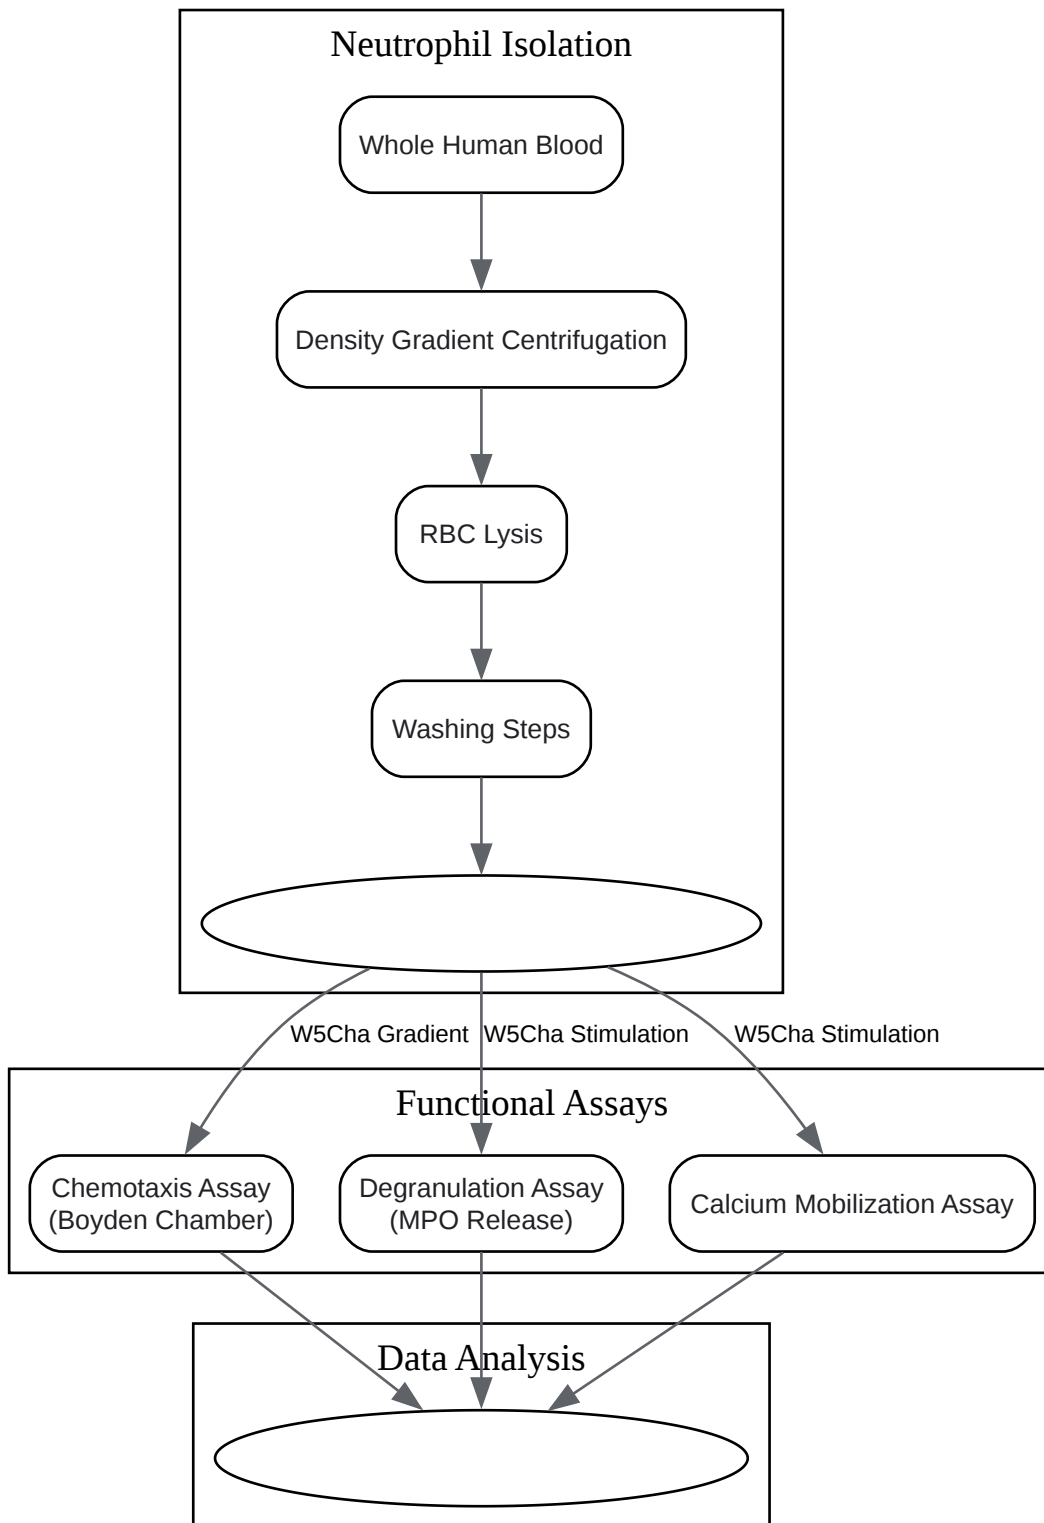 Neutrophil Isolation
Whole Human Blood
Density Gradient Centrifugation
RBC Lysis
Washing Steps
W5Cha Gradient
W5Cha Stimulation
W5Cha Stimulation
Functional Assays
Chemotaxis Assay
(Boyden Chamber)
Degranulation Assay
(MPO Release)
Calcium Mobilization Assay
Data Analysis